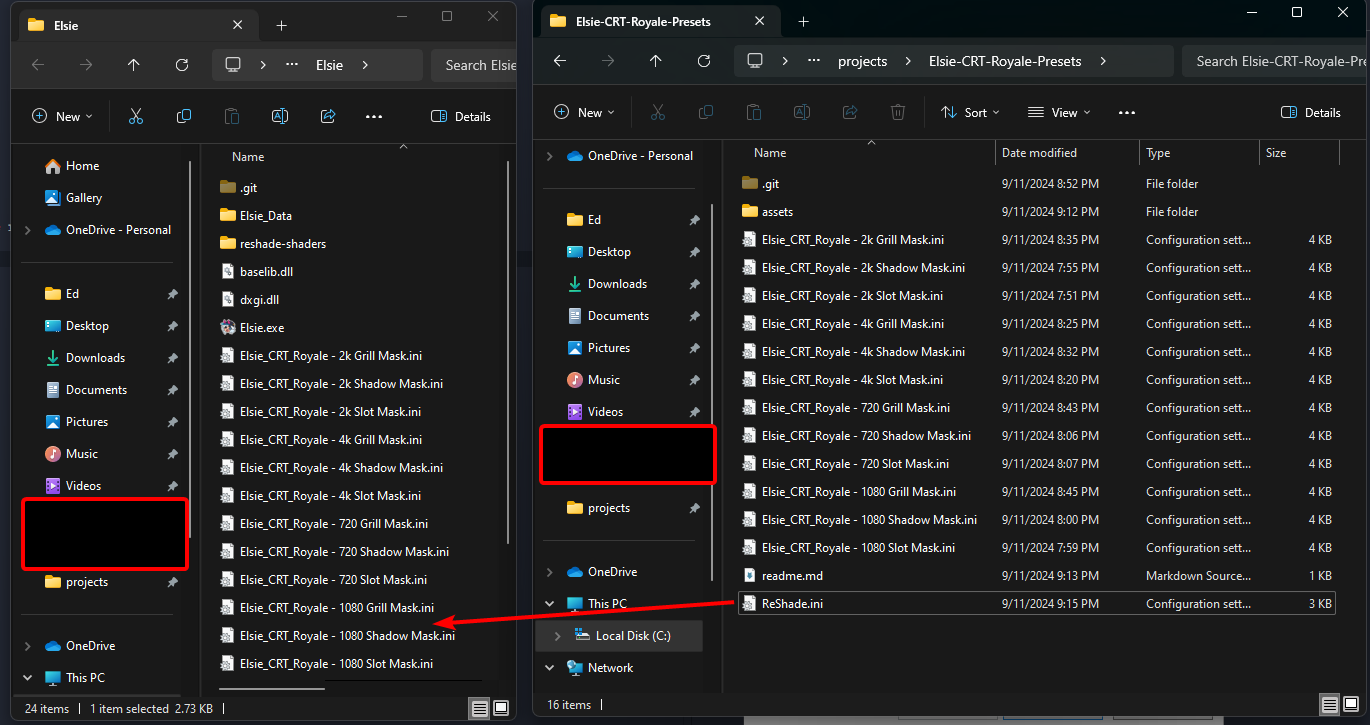 Elsie
Elsie
Search Elsie
New
Details
Home
Gallery
OneDrive - Personal
Ed
Desktop
Downloads
Documents
Pictures
Music
Videos
projects
OneDrive
This PC
Name
.git
Elsie_Data
reshade-shaders
baselib.dll
dxgi.dll
Elsie.exe
Elsie_CRT_Royale - 2k Grill Mask.ini
Elsie_CRT_Royale - 2k Shadow Mask.ini
Elsie_CRT_Royale - 2k Slot Mask.ini
Elsie_CRT_Royale - 4k Grill Mask.ini
Elsie_CRT_Royale - 4k Shadow Mask.ini
Elsie_CRT_Royale - 4k Slot Mask.ini
Elsie_CRT_Royale - 720 Grill Mask.ini
Elsie_CRT_Royale - 720 Shadow Mask.ini
Elsie_CRT_Royale - 720 Slot Mask.ini
Elsie_CRT_Royale - 1080 Grill Mask.ini
Elsie_CRT_Royale - 1080 Shadow Mask.ini
Elsie_CRT_Royale - 1080 Slot Mask.ini
24 items 1 item selected 2.73 KB
Elsie-CRT-Royale-Presets
projects Elsie-CRT-Royale-Presets
Search Elsie-CRT-Royale-Pre
New Sort View Details
OneDrive - Personal
Ed
Desktop
Downloads
Documents
Pictures
Music
Videos
projects
OneDrive
This PC
Local Disk (C:)
Network
Name Date modified Type Size
.git 9/11/2024 8:52 PM File folder
assets 9/11/2024 9:12 PM File folder
Elsie_CRT_Royale - 2k Grill Mask.ini 9/11/2024 8:35 PM Configuration sett... 4 KB
Elsie_CRT_Royale - 2k Shadow Mask.ini 9/11/2024 7:55 PM Configuration sett... 4 KB
Elsie_CRT_Royale - 2k Slot Mask.ini 9/11/2024 7:51 PM Configuration sett... 4 KB
Elsie_CRT_Royale - 4k Grill Mask.ini 9/11/2024 8:25 PM Configuration sett... 4 KB
Elsie_CRT_Royale - 4k Shadow Mask.ini 9/11/2024 8:32 PM Configuration sett... 4 KB
Elsie_CRT_Royale - 4k Slot Mask.ini 9/11/2024 8:20 PM Configuration sett... 4 KB
Elsie_CRT_Royale - 720 Grill Mask.ini 9/11/2024 8:43 PM Configuration sett... 4 KB
Elsie_CRT_Royale - 720 Shadow Mask.ini 9/11/2024 8:06 PM Configuration sett... 4 KB
Elsie_CRT_Royale - 720 Slot Mask.ini 9/11/2024 8:07 PM Configuration sett... 4 KB
Elsie_CRT_Royale - 1080 Grill Mask.ini 9/11/2024 8:45 PM Configuration sett... 4 KB
Elsie_CRT_Royale - 1080 Shadow Mask.ini 9/11/2024 8:00 PM Configuration sett... 4 KB
Elsie_CRT_Royale - 1080 Slot Mask.ini 9/11/2024 7:59 PM Configuration sett... 4 KB
readme.md 9/11/2024 9:13 PM Markdown Source... 1 KB
ReShade.ini 9/11/2024 9:15 PM Configuration sett... 3 KB
16 items